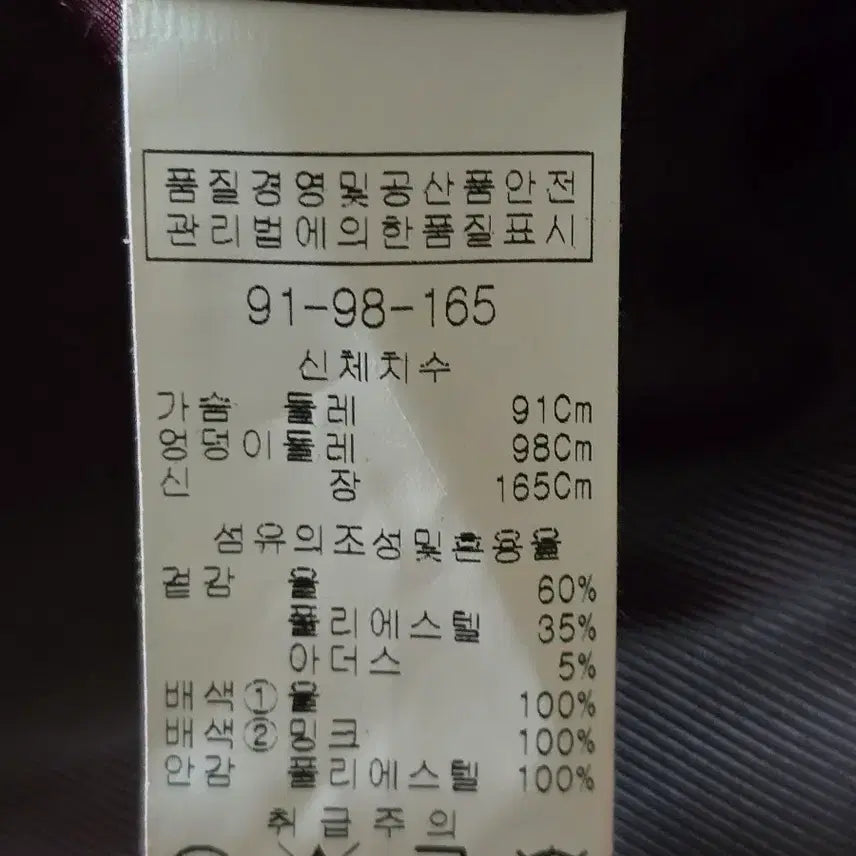 품질경영및공산품안전
관리법에의한품질표시
91-98-165
신체치수
가슴 둘레 91Cm
엉덩이둘레 98Cm
신 장 165Cm
섬유의조성및혼용율
겉감 울 60%
폴리에스텔 35%
아더스 5%
배색① 울 100%
배색② 밍크 100%
안감 폴리에스텔 100%
취급주의